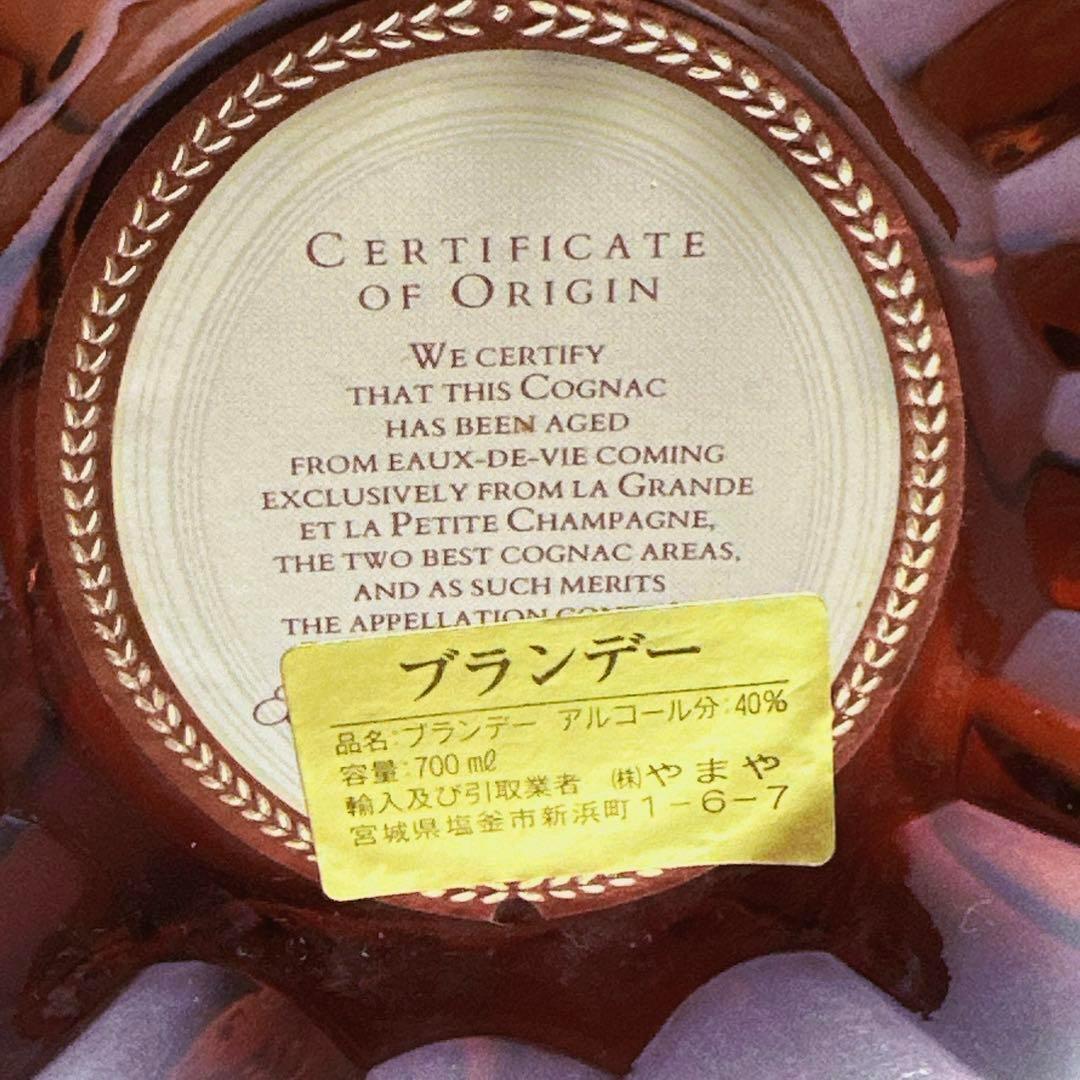 CERTIFICATE
OF ORIGIN
WE CERTIFY
THAT THIS COGNAC
HAS BEEN AGED
FROM EAUX-DE-VIE COMING
EXCLUSIVELY FROM LA GRANDE
ET LA PETITE CHAMPAGNE,
THE TWO BEST COGNAC AREAS,
AND AS SUCH MERITS
THE APPELLATION
ブランデー
品名:ブランデー アルコール分:40%
容量:700㎖
輸入及び引取業者 ㈱やまや
宮城県塩釜市新浜町1-6-7